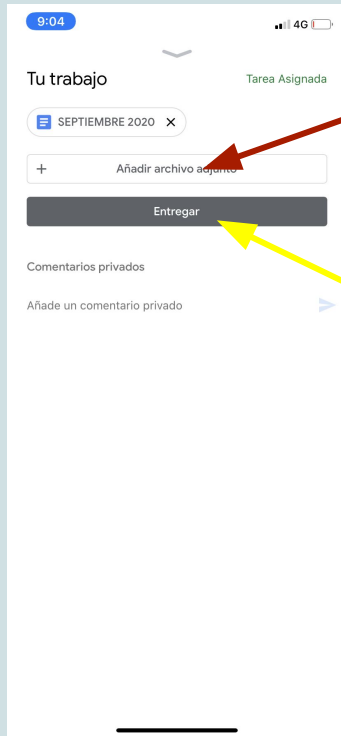 9:04
4G
Tu trabajo
Tarea Asignada
SEPTIEMBRE 2020
Añadir archivo adjunto
Entregar
Comentarios privados
Añade un comentario privado